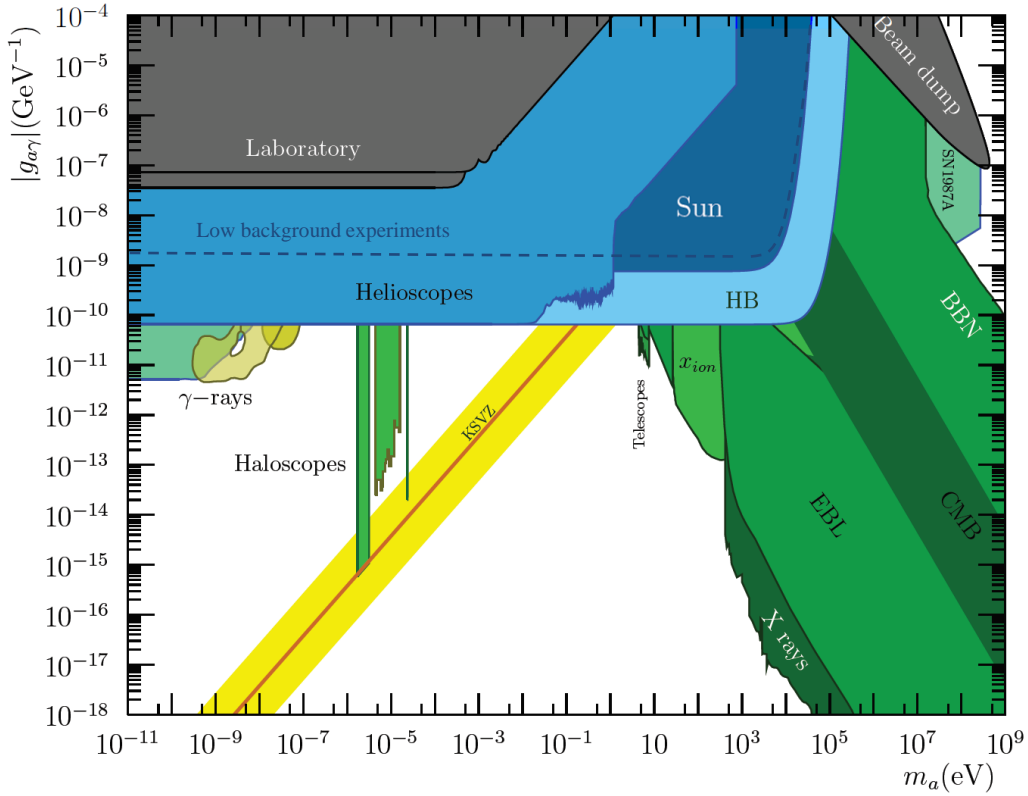 |g_{aγ}|(GeV^{−1})
10^{−4}
10^{−5}
10^{−6}
10^{−7}
10^{−8}
10^{−9}
10^{−10}
10^{−11}
10^{−12}
10^{−13}
10^{−14}
10^{−15}
10^{−16}
10^{−17}
10^{−18}
Laboratory
Beam dump
SN1987A
Sun
Low background experiments
Helioscopes
HB
BBN
γ−rays
x_{ion}
Telescopes
KSVZ
Haloscopes
EBL
CMB
X rays
10^{−11}
10^{−9}
10^{−7}
10^{−5}
10^{−3}
10^{−1}
10
10^{3}
10^{5}
10^{7}
10^{9}
m_a(eV)